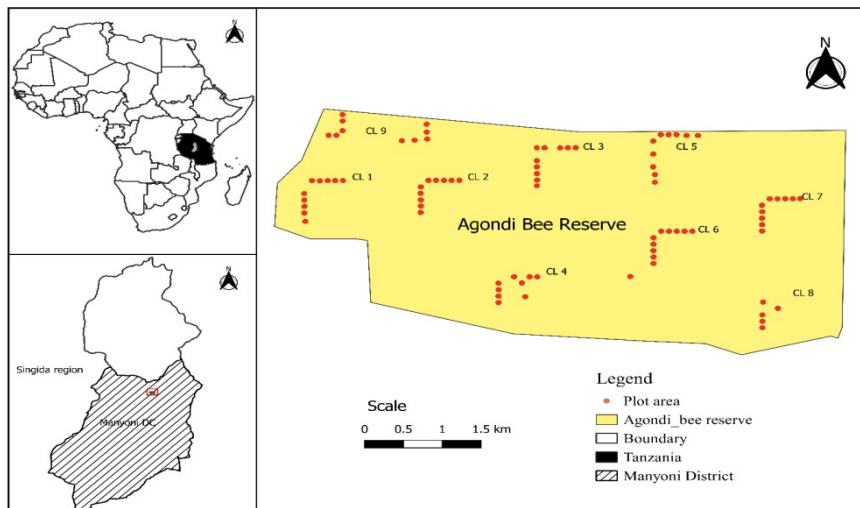 N
N
Singida region
Manyoni DC
N
CL 9
CL 3
CL 5
CL 1
CL 2
CL 7
Agondi Bee Reserve
CL 6
CL 4
CL 8
Scale
0 0.5 1 1.5 km
Legend
Plot area
Agondi_bee reserve
Boundary
Tanzania
Manyoni District